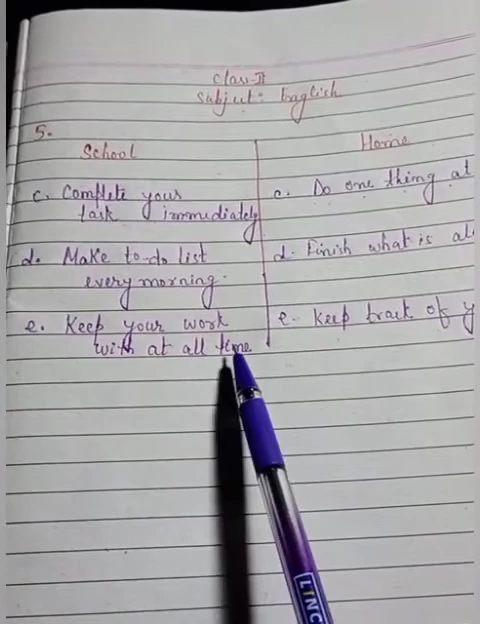 Class-II
Subject: English
5.
School
Home
c. Complete your
task immediately
c. Do one thing at
d. Make to-do list
every morning.
d. Finish what is
e. Keep your work
with at all time
e. Keep track of
LINC